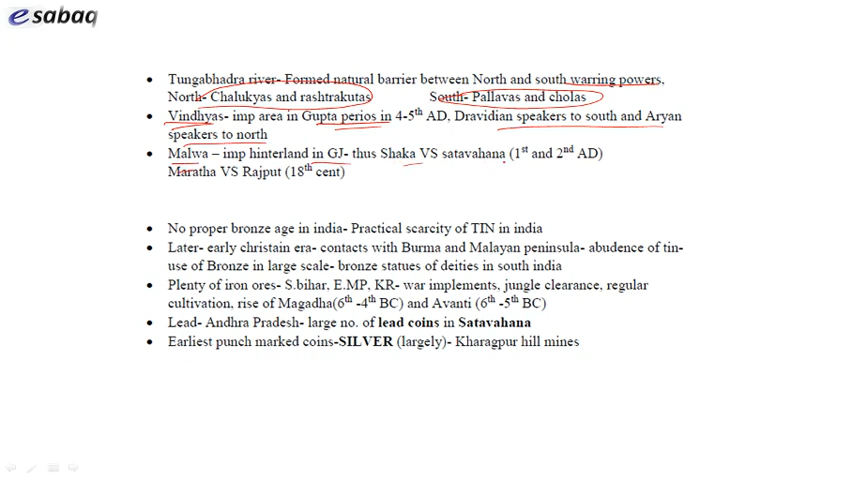 esabaq
• Tungabhadra river- Formed natural barrier between North and south warring powers,
North- Chalukyas and rashtrakutas South- Pallavas and cholas
• Vindhyas- imp area in Gupta perios in 4-5th AD, Dravidian speakers to south and Aryan
speakers to north
• Malwa – imp hinterland in GJ- thus Shaka VS satavahana (1st and 2nd AD)
Maratha VS Rajput (18th cent)
• No proper bronze age in india- Practical scarcity of TIN in india
• Later- early christain era- contacts with Burma and Malayan peninsula- abudence of tin-
use of Bronze in large scale- bronze statues of deities in south india
• Plenty of iron ores- S.bihar, E.MP, KR- war implements, jungle clearance, regular
cultivation, rise of Magadha(6th -4th BC) and Avanti (6th -5th BC)
• Lead- Andhra Pradesh- large no. of lead coins in Satavahana
• Earliest punch marked coins-SILVER (largely)- Kharagpur hill mines